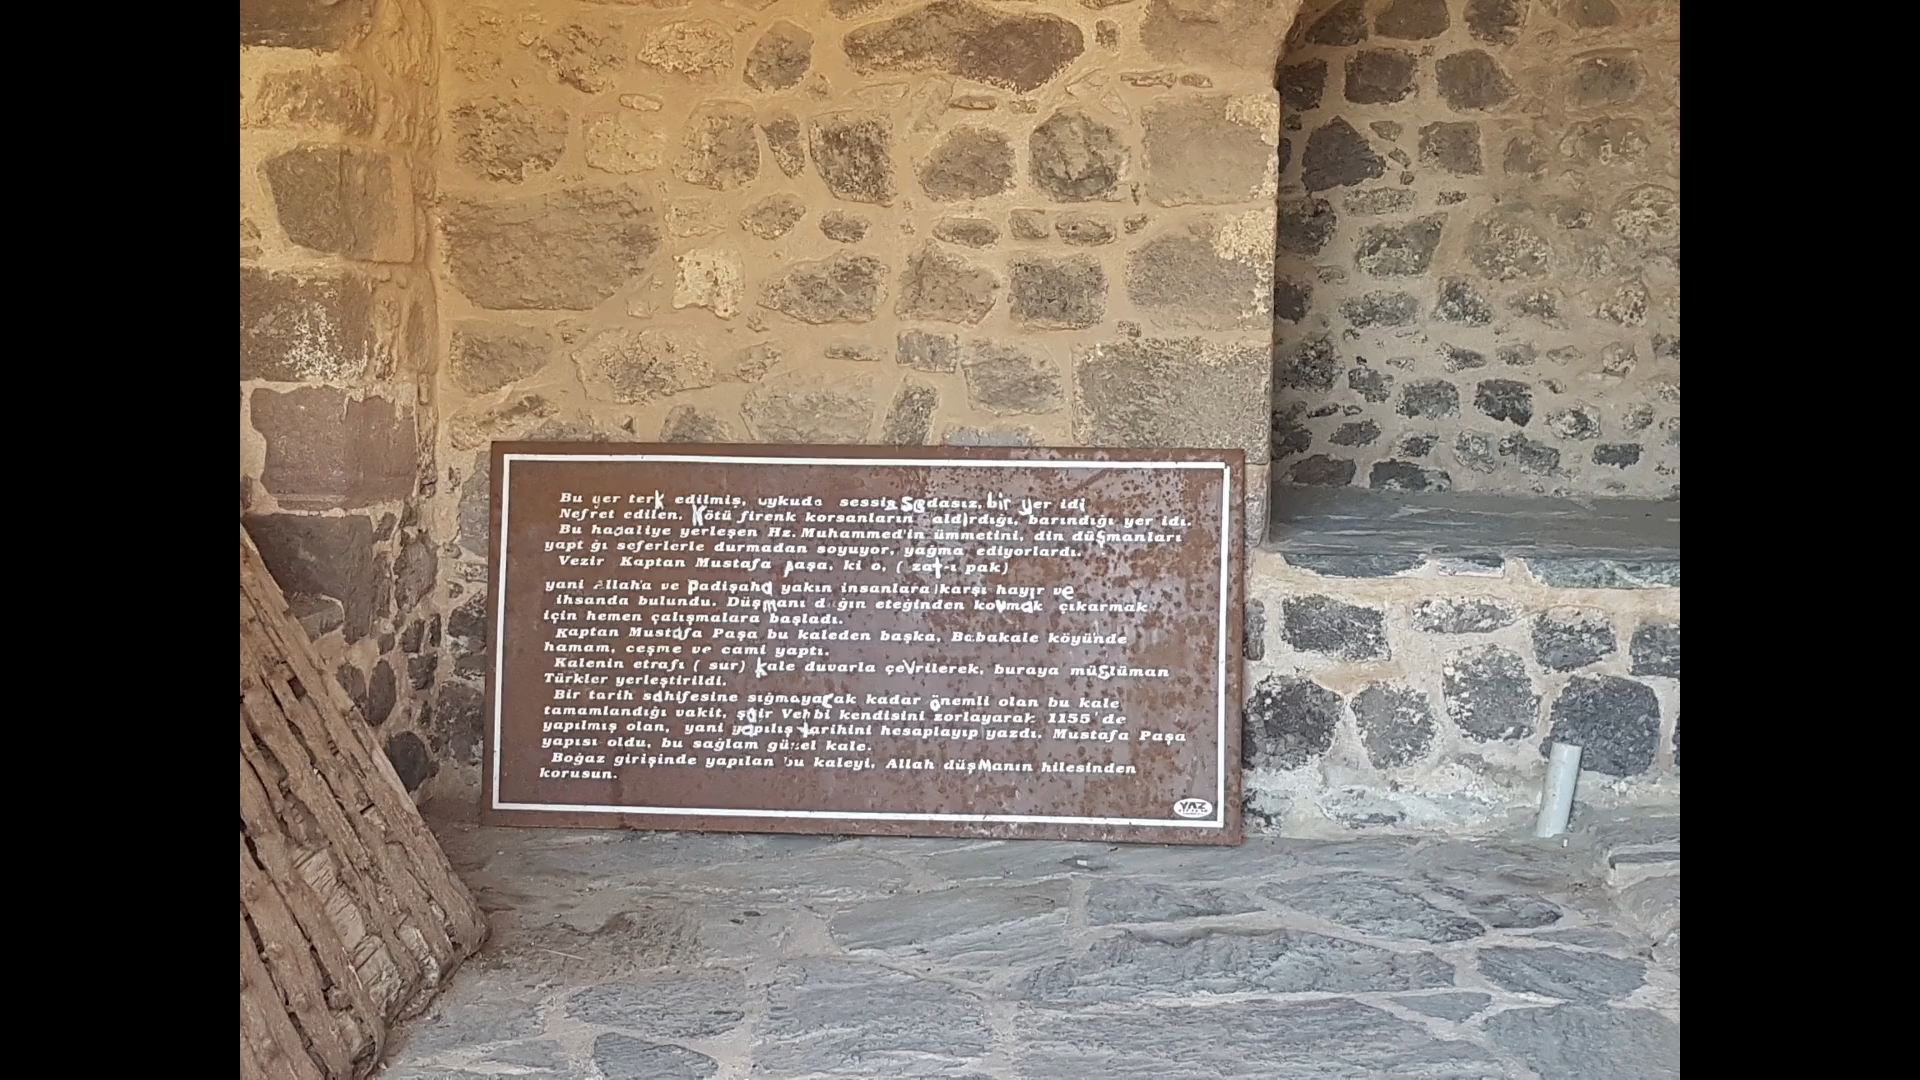 Bu yer terk edilmiş, uykuda sessiz sedasız, bir yer idi
Nefret edilen, Kötü firenk korsanların aldırdığı, barındığı yer idi.
Bu havaliye yerleşen Hz. Muhammed'in ümmetini, din düşmanları
yaptığı seferlerle durmadan soyuyor, yağma ediyorlardı.
Vezir Kaptan Mustafa paşa, ki o, ( zat-ı pak)
yani Allah'a ve padişaha yakın insanlara karşı hayır ve
ihsanda bulundu. Düşmanı dağın eteğinden kovmak çıkarmak
için hemen çalışmalara başladı.
Kaptan Mustafa Paşa bu kaleden başka, Babakale köyünde
hamam, ceşme ve cami yaptı.
Kalenin etrafı ( sur) kale duvarla çeVrilerek, buraya müslüman
Türkler yerleştirildi.
Bir tarih sahifesine sığmayacak kadar önemli olan bu kale
tamamlandığı vakit, şair Vehbi kendisini zorlayarak 1155'de
yapılmış olan, yani yapılış tarihini hesaplayıp yazdı. Mustafa Paşa
yapısı oldu, bu sağlam güzel kale.
Boğaz girişinde yapılan bu kaleyi, Allah düşManın hilesinden
korusun.
YAZ